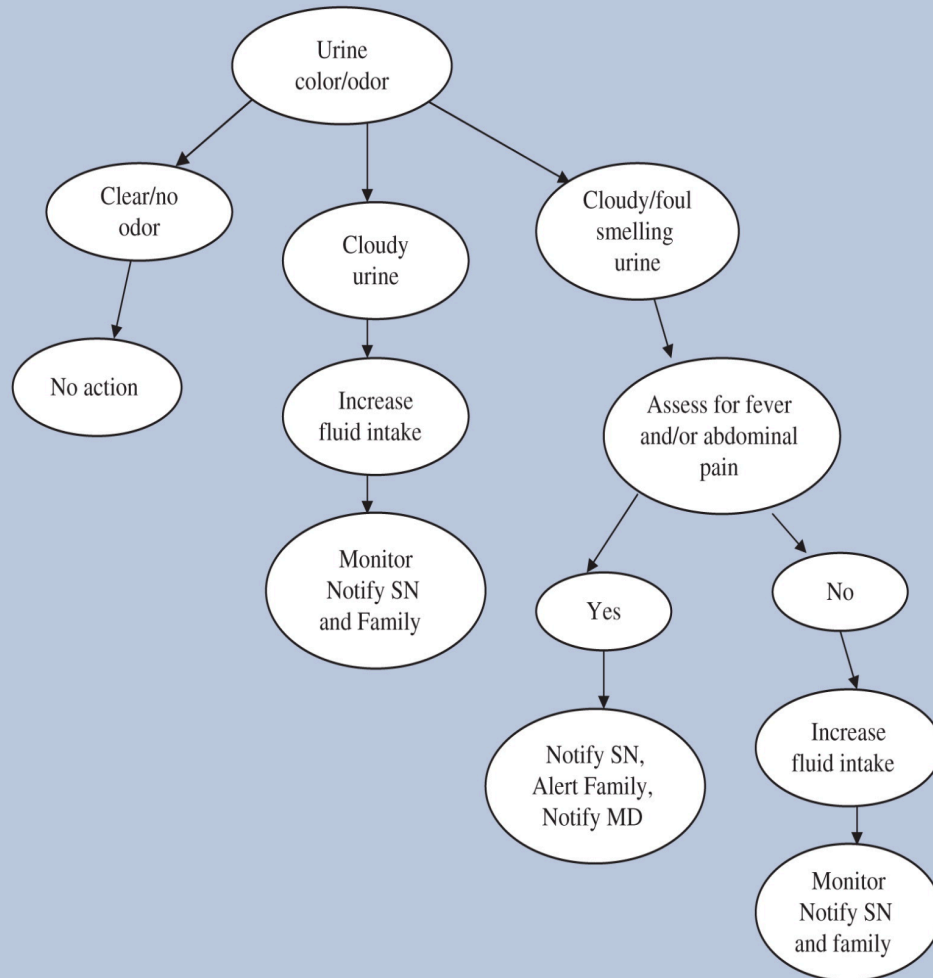 Urine
color/odor
Clear/no
odor
No action
Cloudy
urine
Increase
fluid intake
Monitor
Notify SN
and Family
Cloudy/foul
smelling
urine
Assess for fever
and/or abdominal
pain
Yes
Notify SN,
Alert Family,
Notify MD
No
Increase
fluid intake
Monitor
Notify SN
and family